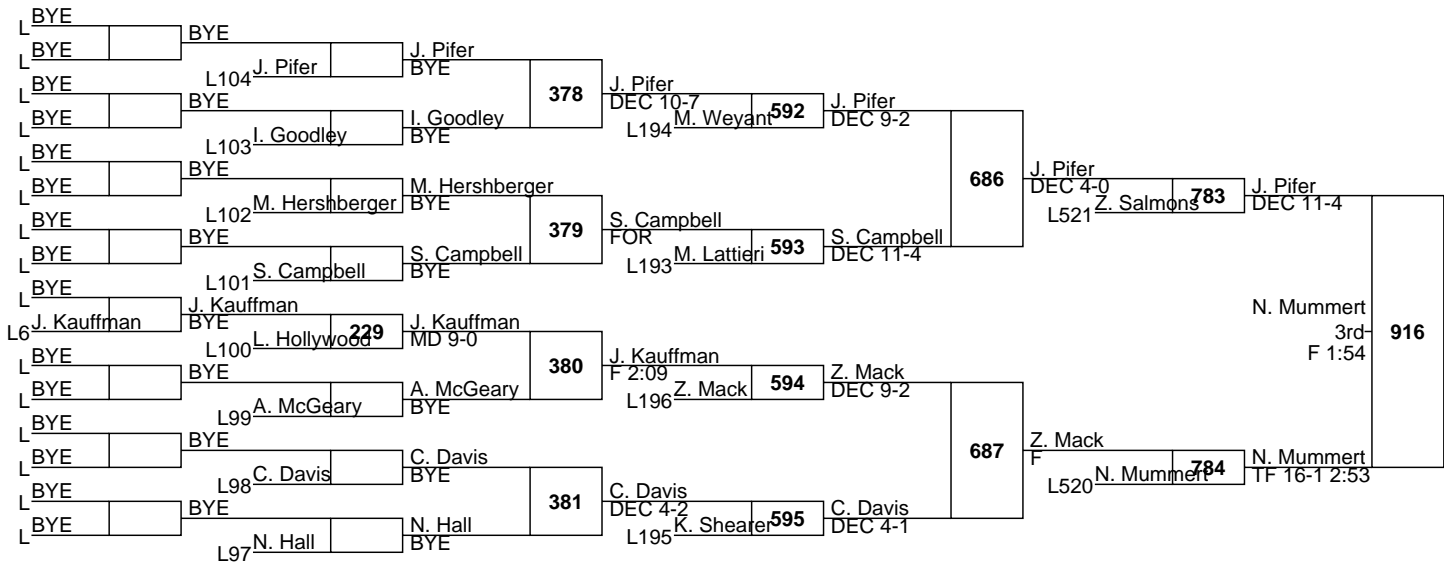 BYE
L
BYE
L
BYE
L
BYE
L
BYE
L
BYE
L
BYE
L
BYE
L
BYE
L
L6 J. Kauffman
BYE
L
BYE
L
BYE
L
BYE
L
BYE
L
BYE
L
BYE
L104 J. Pifer
BYE
L103 I. Goodley
BYE
L102 M. Hershberger
BYE
L101 S. Campbell
J. Kauffman
BYE
L100 L. Hollywood
BYE
L99 A. McGeary
BYE
L98 C. Davis
BYE
L97 N. Hall
229
J. Pifer
BYE
I. Goodley
BYE
M. Hershberger
BYE
S. Campbell
BYE
J. Kauffman
MD 9-0
A. McGeary
BYE
C. Davis
BYE
N. Hall
BYE
378
379
380
381
J. Pifer
DEC 10-7
L194 M. Weyant
S. Campbell
FOR
L193 M. Lattieri
J. Kauffman
F 2:09
L196 Z. Mack
C. Davis
DEC 4-2
L195 K. Shearer
592
593
594
595
J. Pifer
DEC 9-2
S. Campbell
DEC 11-4
Z. Mack
DEC 9-2
C. Davis
DEC 4-1
686
687
J. Pifer
DEC 4-0
L521 Z. Salmons
Z. Mack
F
L520 N. Mummert
783
784
J. Pifer
DEC 11-4
N. Mummert
TF 16-1 2:53
N. Mummert
3rd
F 1:54
916